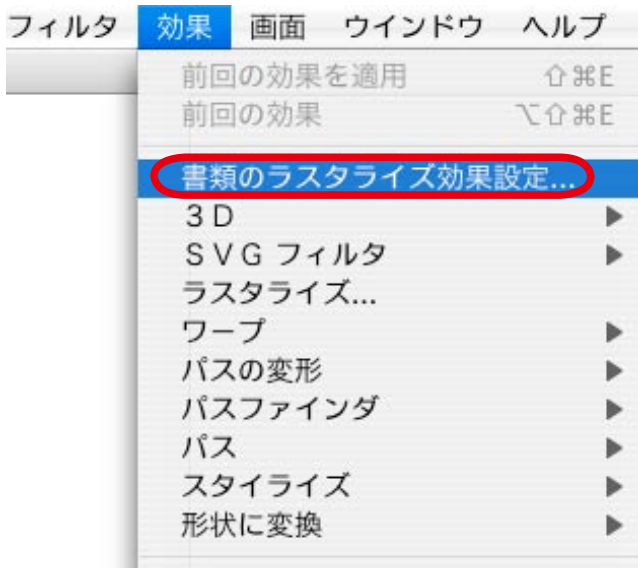 フィルタ 効果 画面 ウインドウ ヘルプ
前回の効果を適用 ⇧⌘E
前回の効果 ⌥⇧⌘E
書類のラスタライズ効果設定...
3D
SVG フィルタ
ラスタライズ...
ワープ
パスの変形
パスファインダ
パス
スタイライズ
形状に変換